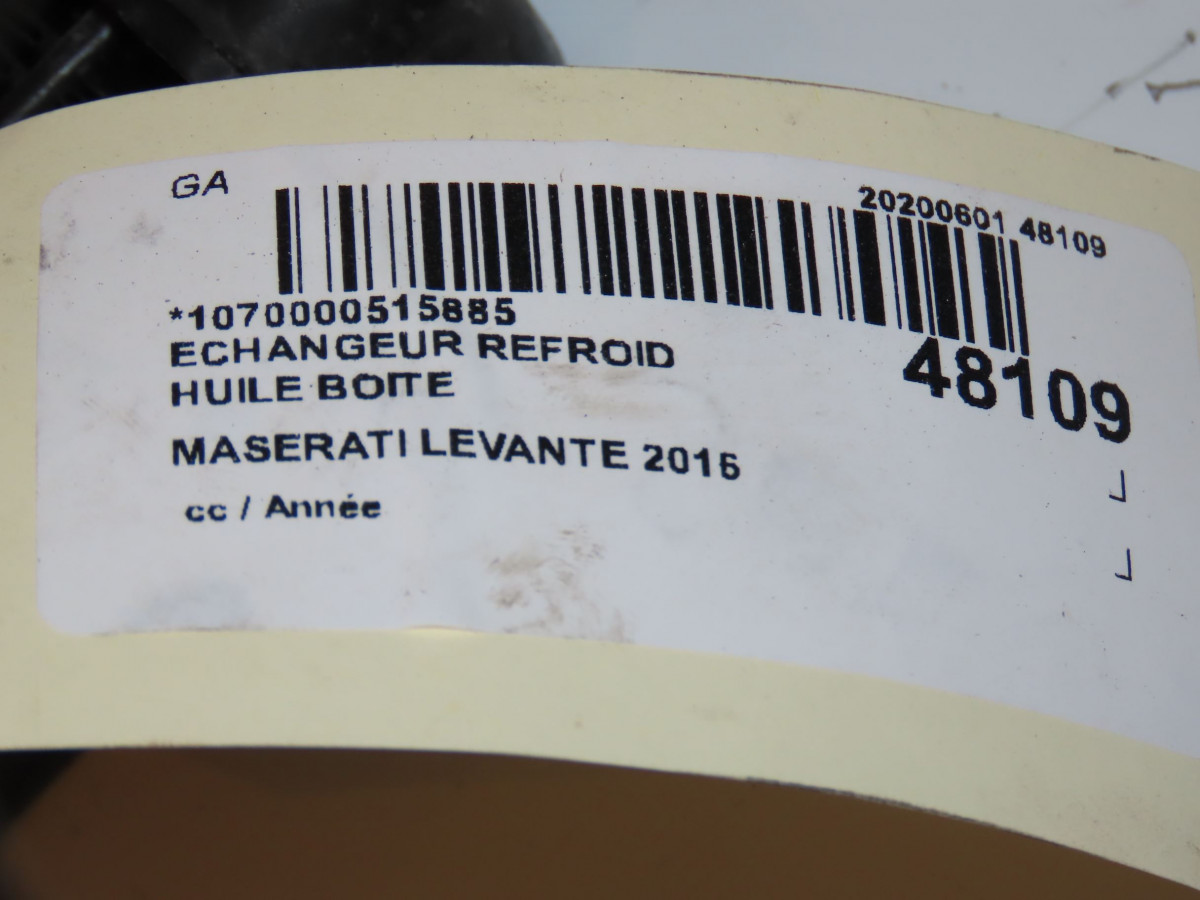 GA
20200601 48109
*1070000515885
ECHANGEUR REFROID
HUILE BOITE
48109
MASERATI LEVANTE 2016
cc / Année